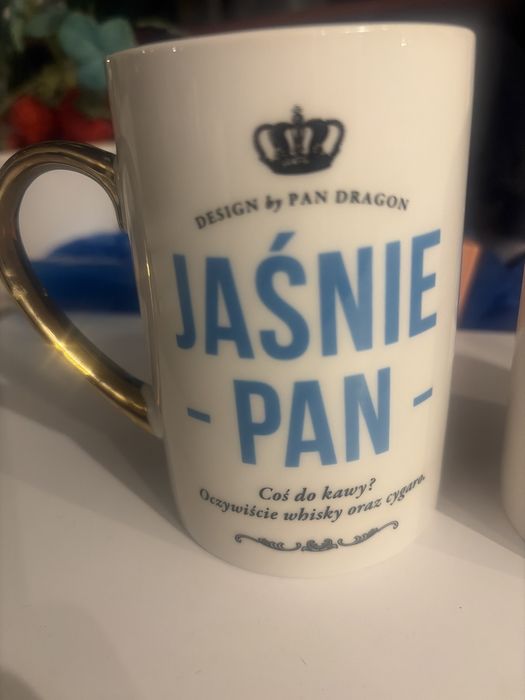 DESIGN by PAN DRAGON
JAŚNIE
- PAN -
Coś do kawy?
Oczywiście whisky oraz cygaro.